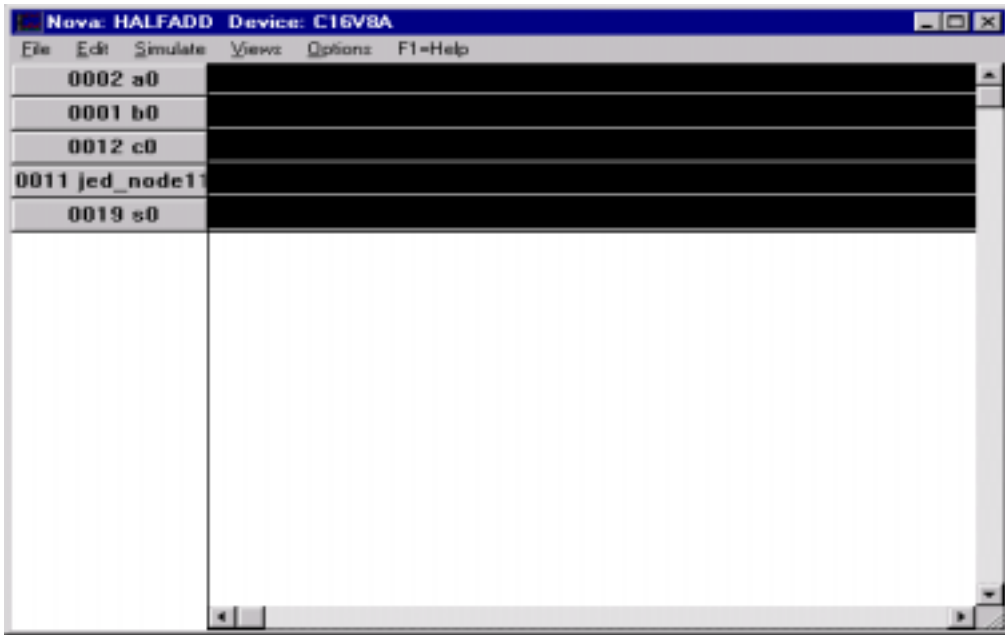 Nova: HALFADD Device: C16V8A
File Edit Simulate Views Options F1=Help
0002 a0
0001 b0
0012 c0
0011 jed_node11
0019 s0